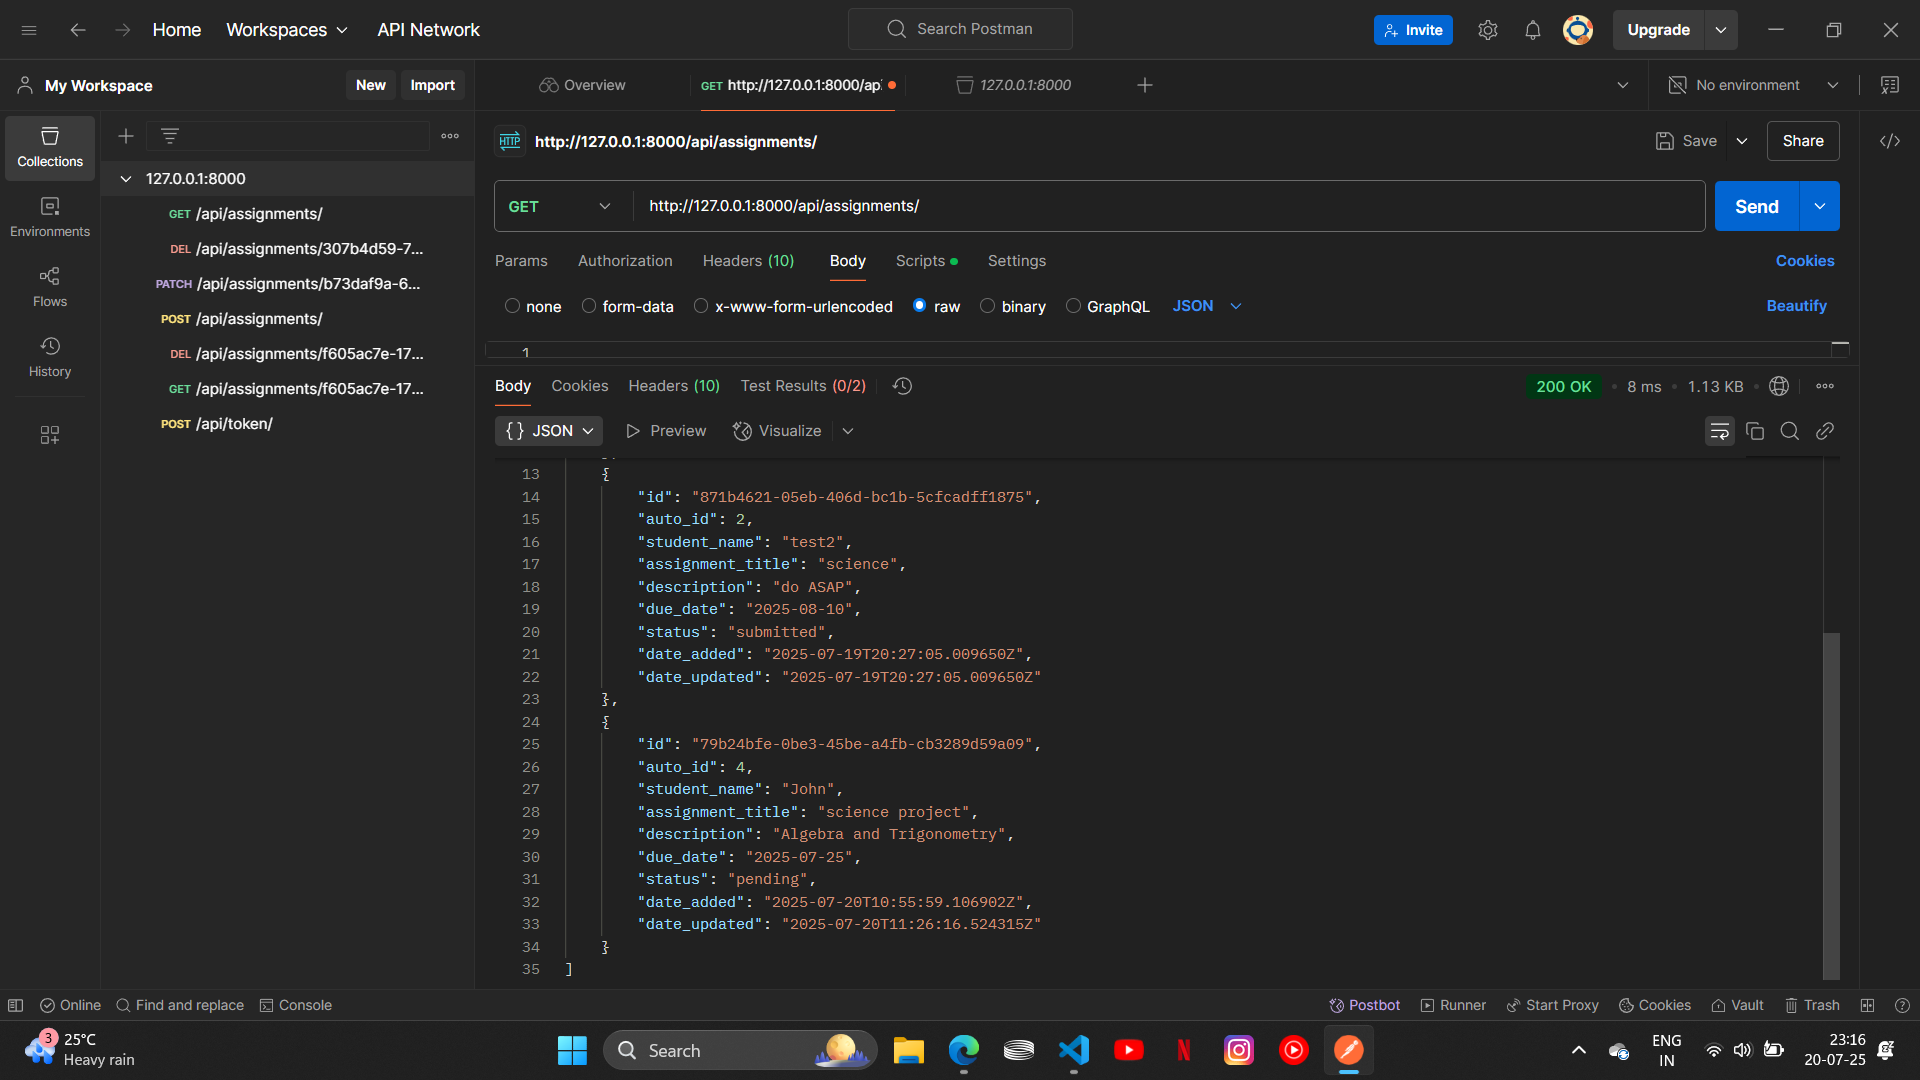 Home
Workspaces
API Network
Search Postman
Invite
Upgrade
My Workspace
New
Import
Overview
GET http://127.0.0.1:8000/ap
127.0.0.1:8000
No environment
Collections
Environments
Flows
History
127.0.0.1:8000
GET /api/assignments/
DEL /api/assignments/307b4d59-7...
PATCH /api/assignments/b73daf9a-6...
POST /api/assignments/
DEL /api/assignments/f605ac7e-17...
GET /api/assignments/f605ac7e-17...
POST /api/token/
HTTP http://127.0.0.1:8000/api/assignments/
Save
Share
GET http://127.0.0.1:8000/api/assignments/
Send
Params Authorization Headers (10) Body Scripts Settings
Cookies
none form-data x-www-form-urlencoded raw binary GraphQL JSON
Beautify
1
Body Cookies Headers (10) Test Results (0/2)
200 OK 8 ms 1.13 KB
{} JSON Preview Visualize
13 {
14 "id": "871b4621-05eb-406d-bc1b-5cfcadff1875",
15 "auto_id": 2,
16 "student_name": "test2",
17 "assignment_title": "science",
18 "description": "do ASAP",
19 "due_date": "2025-08-10",
20 "status": "submitted",
21 "date_added": "2025-07-19T20:27:05.009650Z",
22 "date_updated": "2025-07-19T20:27:05.009650Z"
23 },
24 {
25 "id": "79b24bfe-0be3-45be-a4fb-cb3289d59a09",
26 "auto_id": 4,
27 "student_name": "John",
28 "assignment_title": "science project",
29 "description": "Algebra and Trigonometry",
30 "due_date": "2025-07-25",
31 "status": "pending",
32 "date_added": "2025-07-20T10:55:59.106902Z",
33 "date_updated": "2025-07-20T11:26:16.524315Z"
34 }
35 ]
Online
Find and replace
Console
Postbot
Runner
Start Proxy
Cookies
Vault
Trash
3
25°C
Heavy rain
Search
ENG
IN
23:16
20-07-25